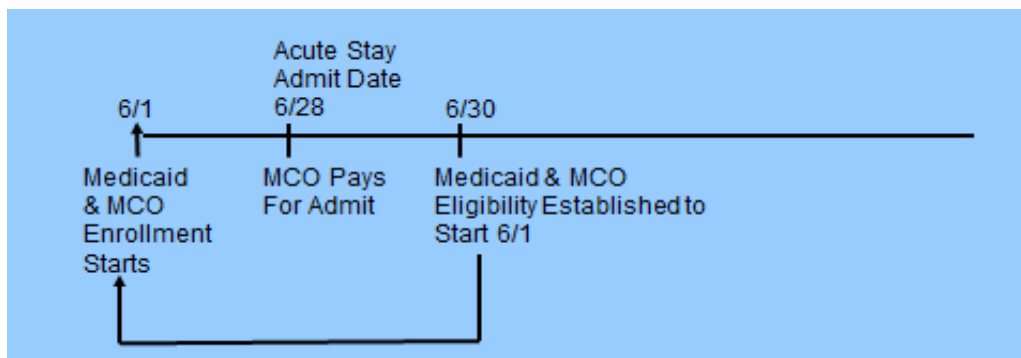 Acute Stay
Admit Date
6/1
6/28
6/30
Medicaid
& MCO
Enrollment
Starts
MCO Pays
For Admit
Medicaid & MCO
Eligibility Established to
Start 6/1